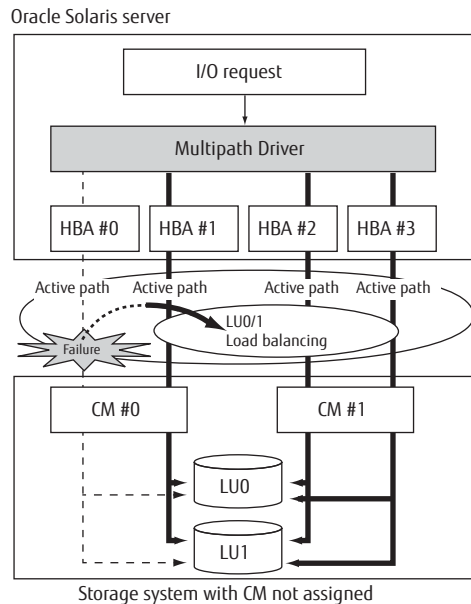 Oracle Solaris server
I/O request
Multipath Driver
HBA #0 HBA #1 HBA #2 HBA #3
Active path Active path Active path Active path
LU0/1
Load balancing
Failure
CM #0 CM #1
LU0
LU1
Storage system with CM not assigned